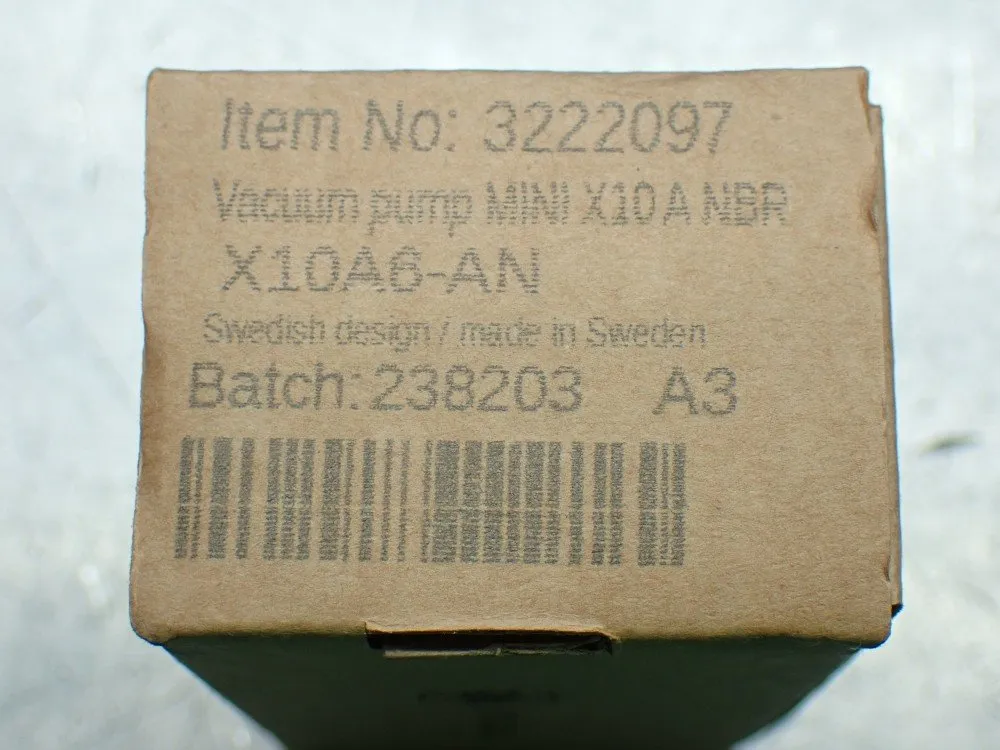 Item No: 3222097
Vacuum pump MINI X10 A NBR
X10A6-AN
Swedish design / made in Sweden
Batch: 238203 A3